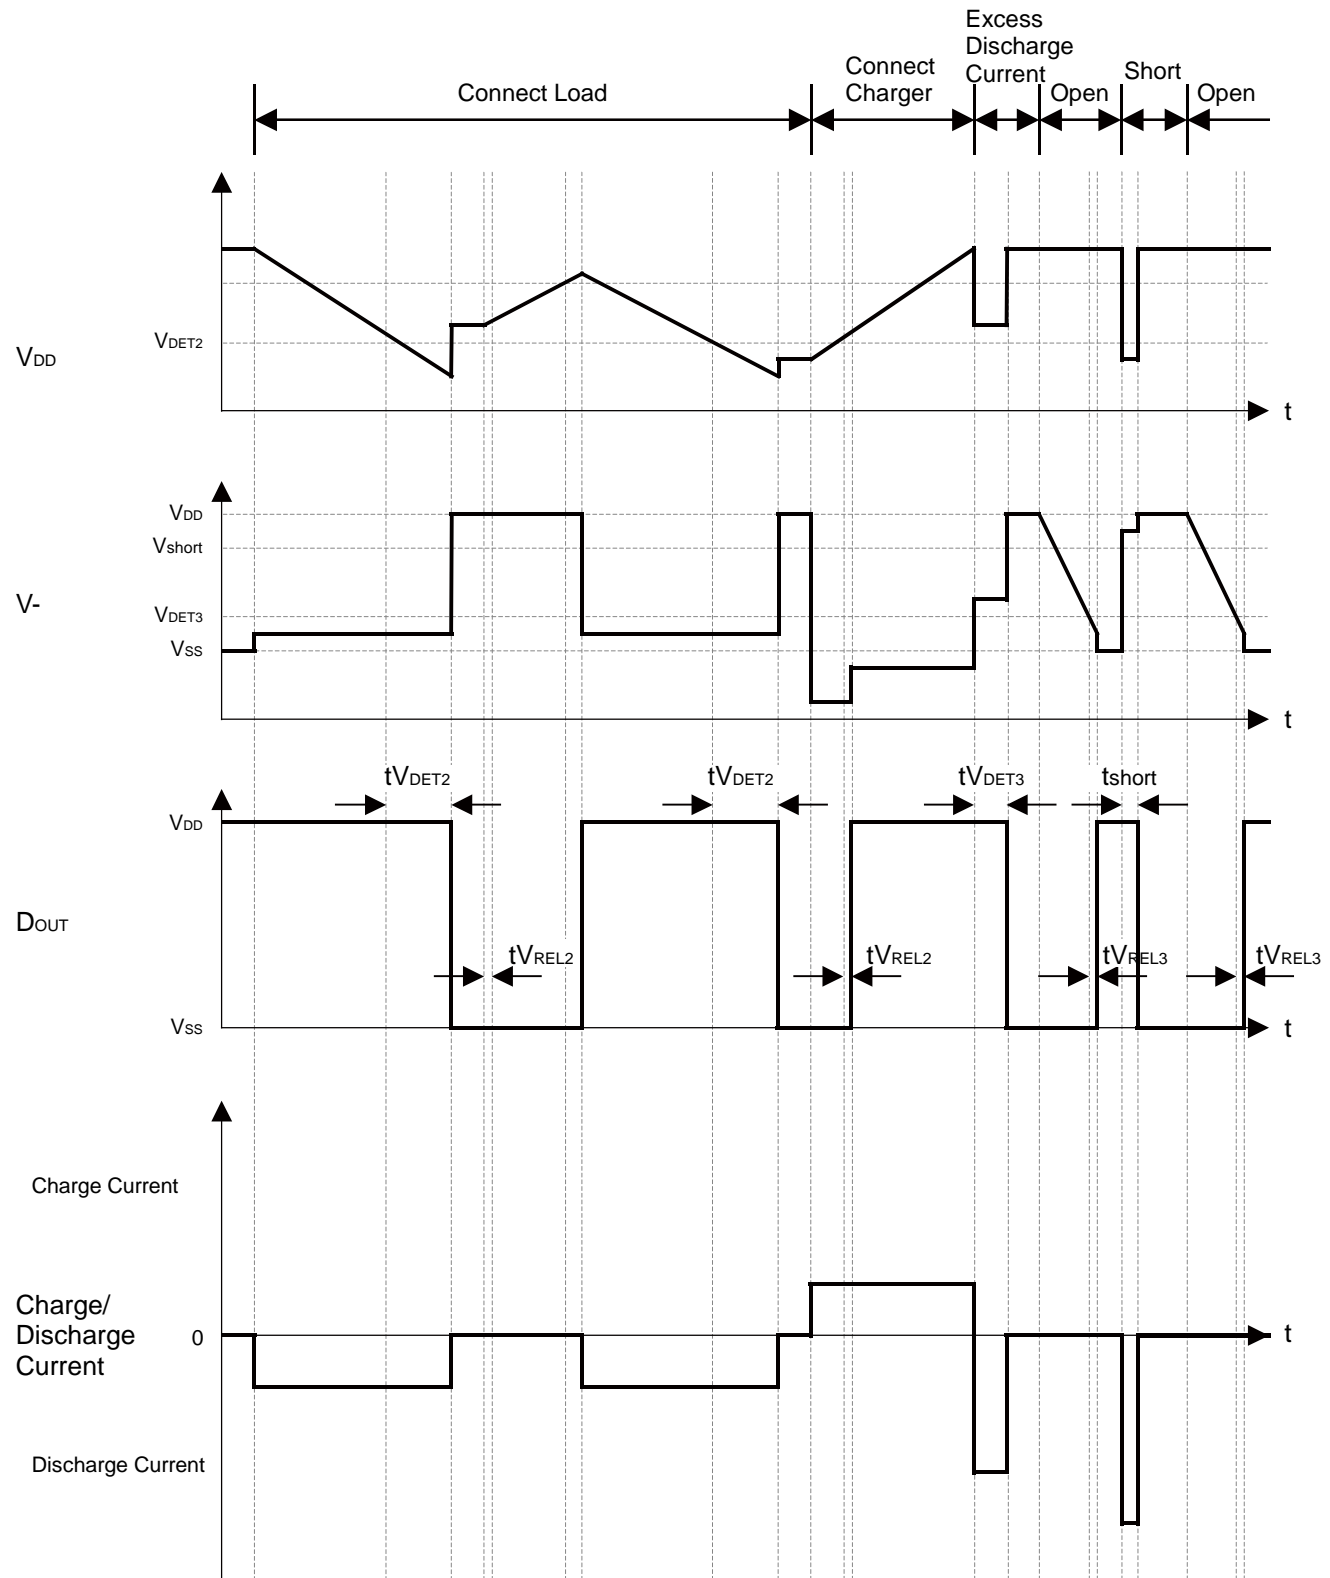 Excess
Discharge
Current
Connect
Charger
Short
Connect Load
Open
Open
VDET2
VDD
t
VDD
Vshort
V-
VDET3
VSS
t
tVDET2
tVDET2
tVDET3
tshort
VDD
DOUT
tVREL2
tVREL2
tVREL3
tVREL3
VSS
t
Charge Current
Charge/
Discharge
Current
0
t
Discharge Current